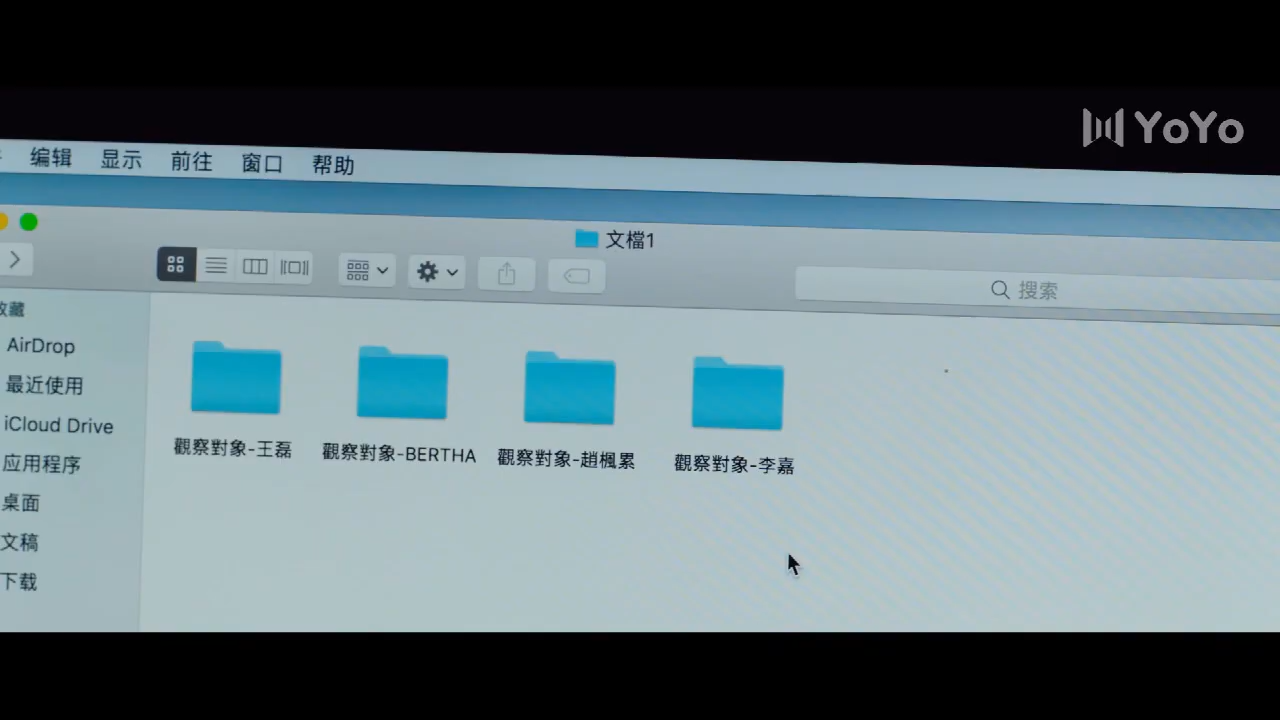 YoYo
编辑 显示 前往 窗口 帮助
文檔1
搜索
收藏
AirDrop
最近使用
iCloud Drive
应用程序
桌面
文稿
下载
觀察對象-王磊
觀察對象-BERTHA
觀察對象-趙楓累
觀察對象-李嘉